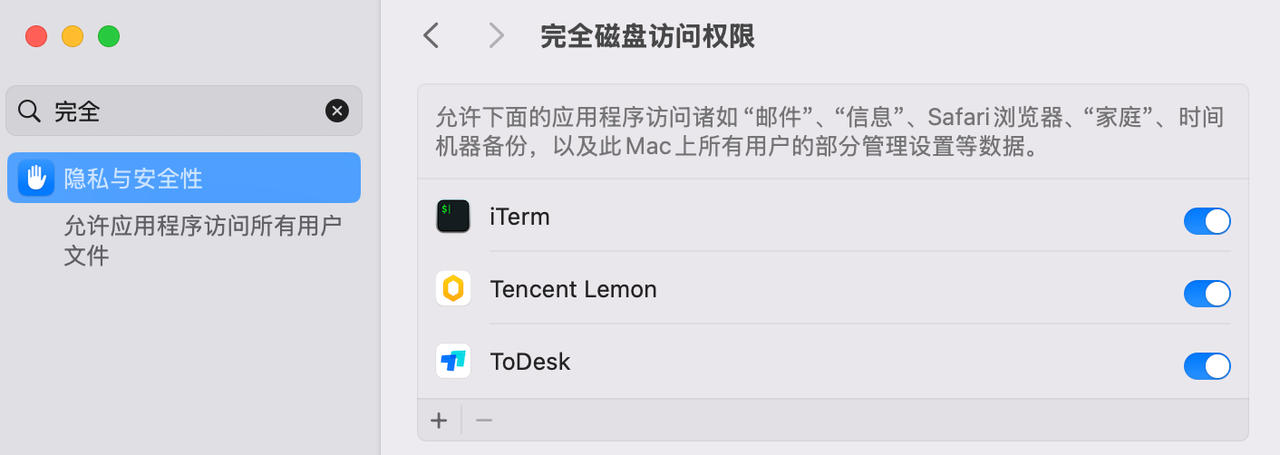 完全磁盘访问权限
完全
隐私与安全性
允许应用程序访问所有用户
文件
允许下面的应用程序访问诸如“邮件”、“信息”、Safari浏览器、“家庭”、时间
机器备份，以及此Mac上所有用户的部分管理设置等数据。
$|
iTerm
Tencent Lemon
ToDesk